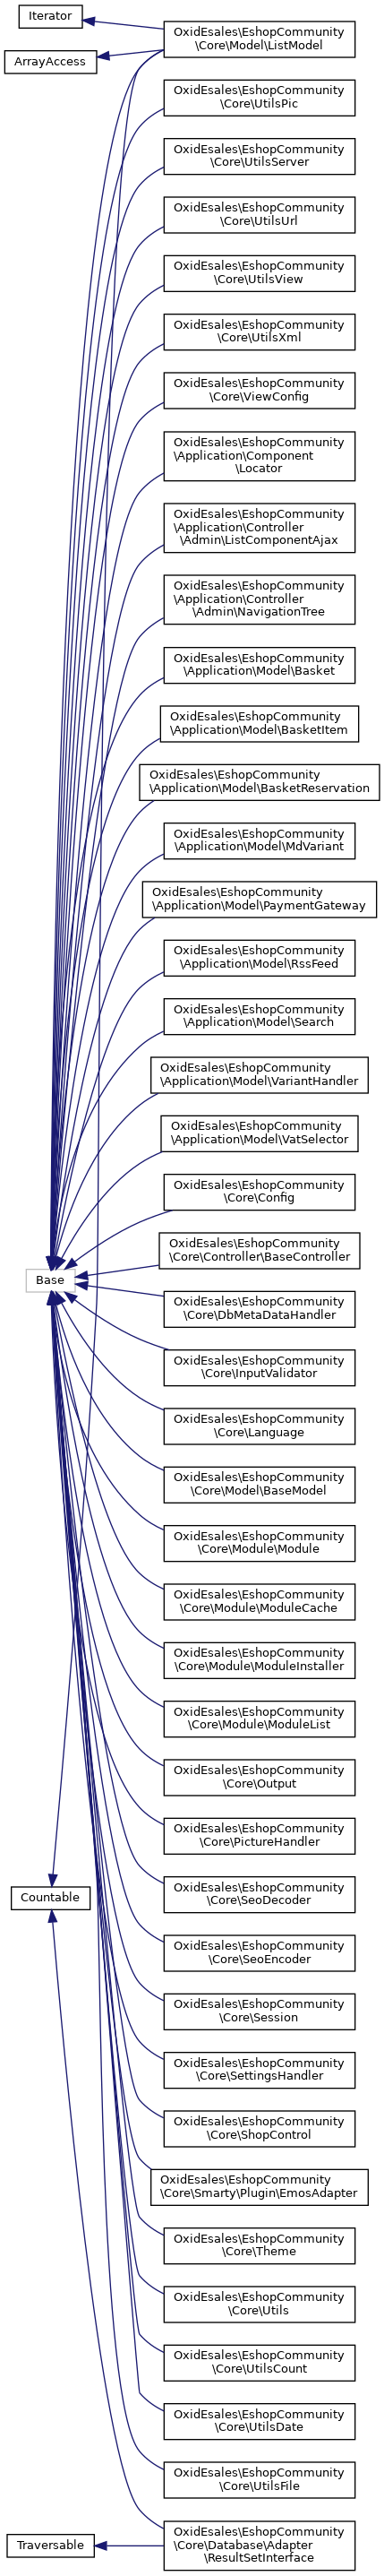 Iterator
OxidEsales\EshopCommunity
\Core\Model\ListModel
ArrayAccess
OxidEsales\EshopCommunity
\Core\UtilsPic
OxidEsales\EshopCommunity
\Core\UtilsServer
OxidEsales\EshopCommunity
\Core\UtilsUrl
OxidEsales\EshopCommunity
\Core\UtilsView
OxidEsales\EshopCommunity
\Core\UtilsXml
OxidEsales\EshopCommunity
\Core\ViewConfig
OxidEsales\EshopCommunity
\Application\Component
\Locator
OxidEsales\EshopCommunity
\Application\Controller
\Admin\ListComponentAjax
OxidEsales\EshopCommunity
\Application\Controller
\Admin\NavigationTree
OxidEsales\EshopCommunity
\Application\Model\Basket
OxidEsales\EshopCommunity
\Application\Model\BasketItem
OxidEsales\EshopCommunity
\Application\Model\BasketReservation
OxidEsales\EshopCommunity
\Application\Model\MdVariant
OxidEsales\EshopCommunity
\Application\Model\PaymentGateway
OxidEsales\EshopCommunity
\Application\Model\RssFeed
OxidEsales\EshopCommunity
\Application\Model\Search
OxidEsales\EshopCommunity
\Application\Model\VariantHandler
OxidEsales\EshopCommunity
\Application\Model\VatSelector
OxidEsales\EshopCommunity
\Core\Config
OxidEsales\EshopCommunity
\Core\Controller\BaseController
Base
OxidEsales\EshopCommunity
\Core\DbMetaDataHandler
OxidEsales\EshopCommunity
\Core\InputValidator
OxidEsales\EshopCommunity
\Core\Language
OxidEsales\EshopCommunity
\Core\Model\BaseModel
OxidEsales\EshopCommunity
\Core\Module\Module
OxidEsales\EshopCommunity
\Core\Module\ModuleCache
OxidEsales\EshopCommunity
\Core\Module\ModuleInstaller
OxidEsales\EshopCommunity
\Core\Module\ModuleList
OxidEsales\EshopCommunity
\Core\Output
OxidEsales\EshopCommunity
\Core\PictureHandler
OxidEsales\EshopCommunity
\Core\SeoDecoder
Countable
OxidEsales\EshopCommunity
\Core\SeoEncoder
OxidEsales\EshopCommunity
\Core\Session
OxidEsales\EshopCommunity
\Core\SettingsHandler
OxidEsales\EshopCommunity
\Core\ShopControl
OxidEsales\EshopCommunity
\Core\Smarty\Plugin\EmosAdapter
OxidEsales\EshopCommunity
\Core\Theme
OxidEsales\EshopCommunity
\Core\Utils
OxidEsales\EshopCommunity
\Core\UtilsCount
OxidEsales\EshopCommunity
\Core\UtilsDate
OxidEsales\EshopCommunity
\Core\UtilsFile
Traversable
OxidEsales\EshopCommunity
\Core\Database\Adapter
\ResultSetInterface